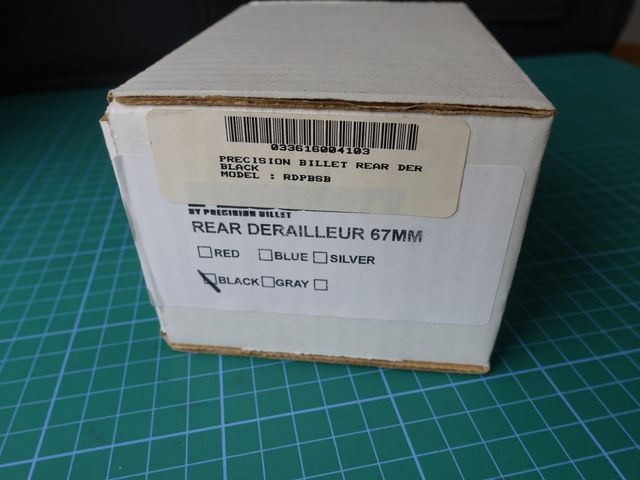 033616004103
PRECISION BILLET REAR DER
BLACK
MODEL : RDPBSB
BY PRECISION BILLET
REAR DERAILLEUR 67MM
RED BLUE SILVER
BLACK GRAY